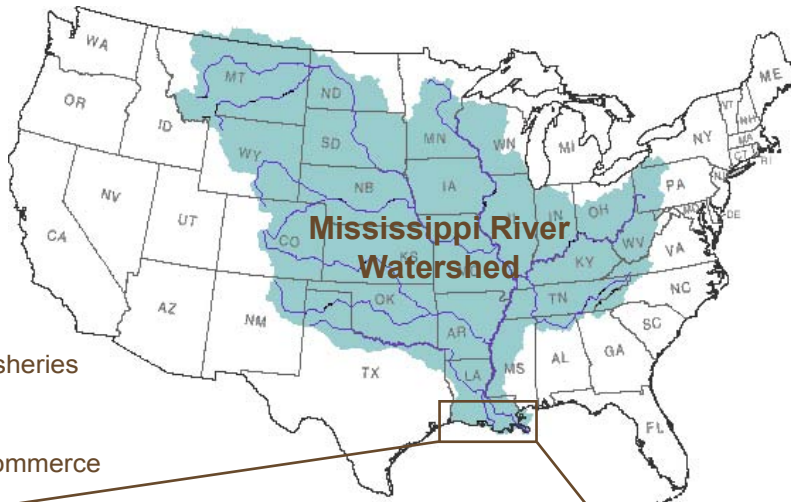 WA
MT
ND
ME
OR
ID
MN
VT
NH
SD
WN
MI
NY
MA
WY
CT
RI
IA
PA
NV
NB
NJ
UT
IN
OH
DE
CA
CO
WV
VA
Mississippi River
KS
KY
Watershed
NC
AZ
NM
OK
TN
AR
SC
MS
AL
GA
sheries
TX
LA
FL
ommerce